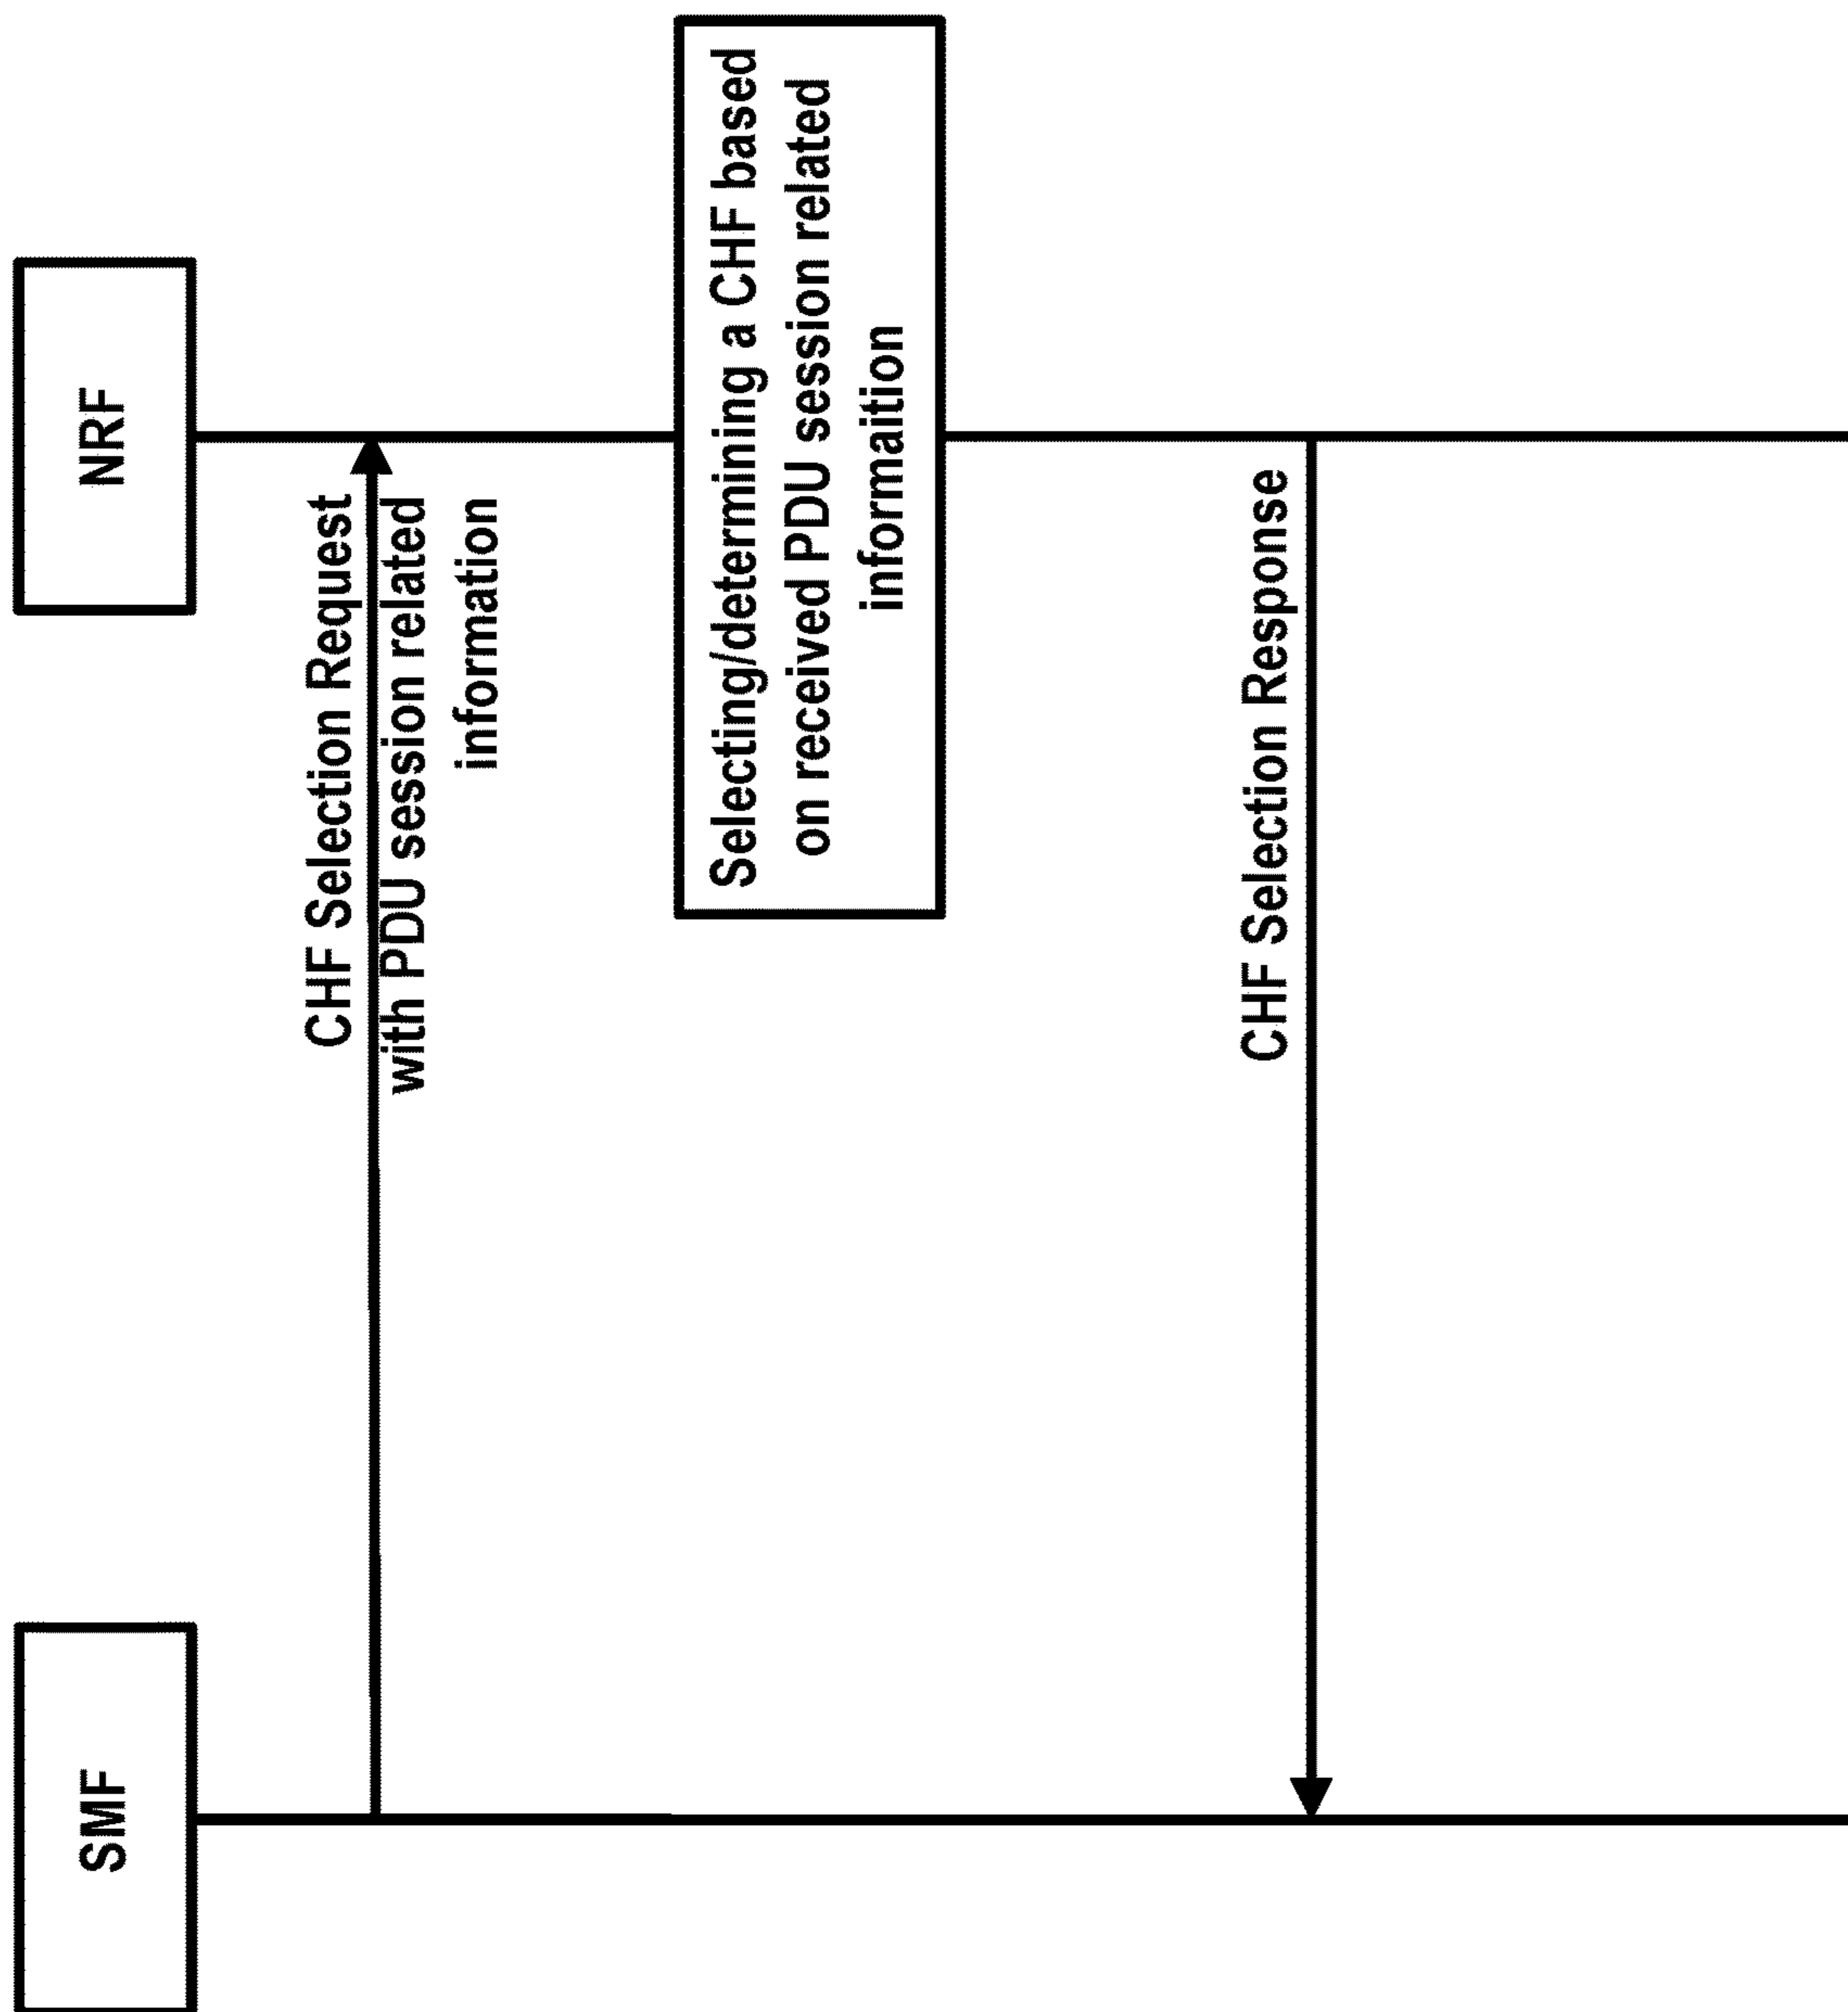 SMF
NRF
CHF Selection Request
with PDU session related
information
Selecting/determining a CHF based
on received PDU session related
informaition
CHF Selection Response